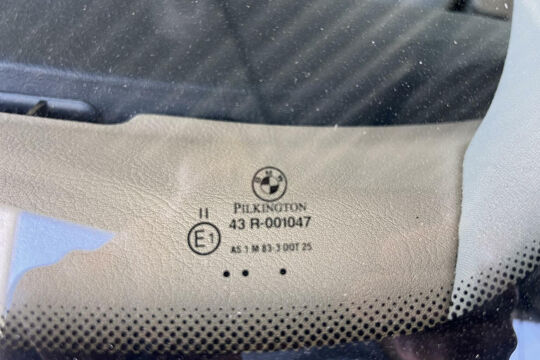 BMW
PILKINGTON
II
43 R-001047
E1
AS 1 M 83-3 DOT 25